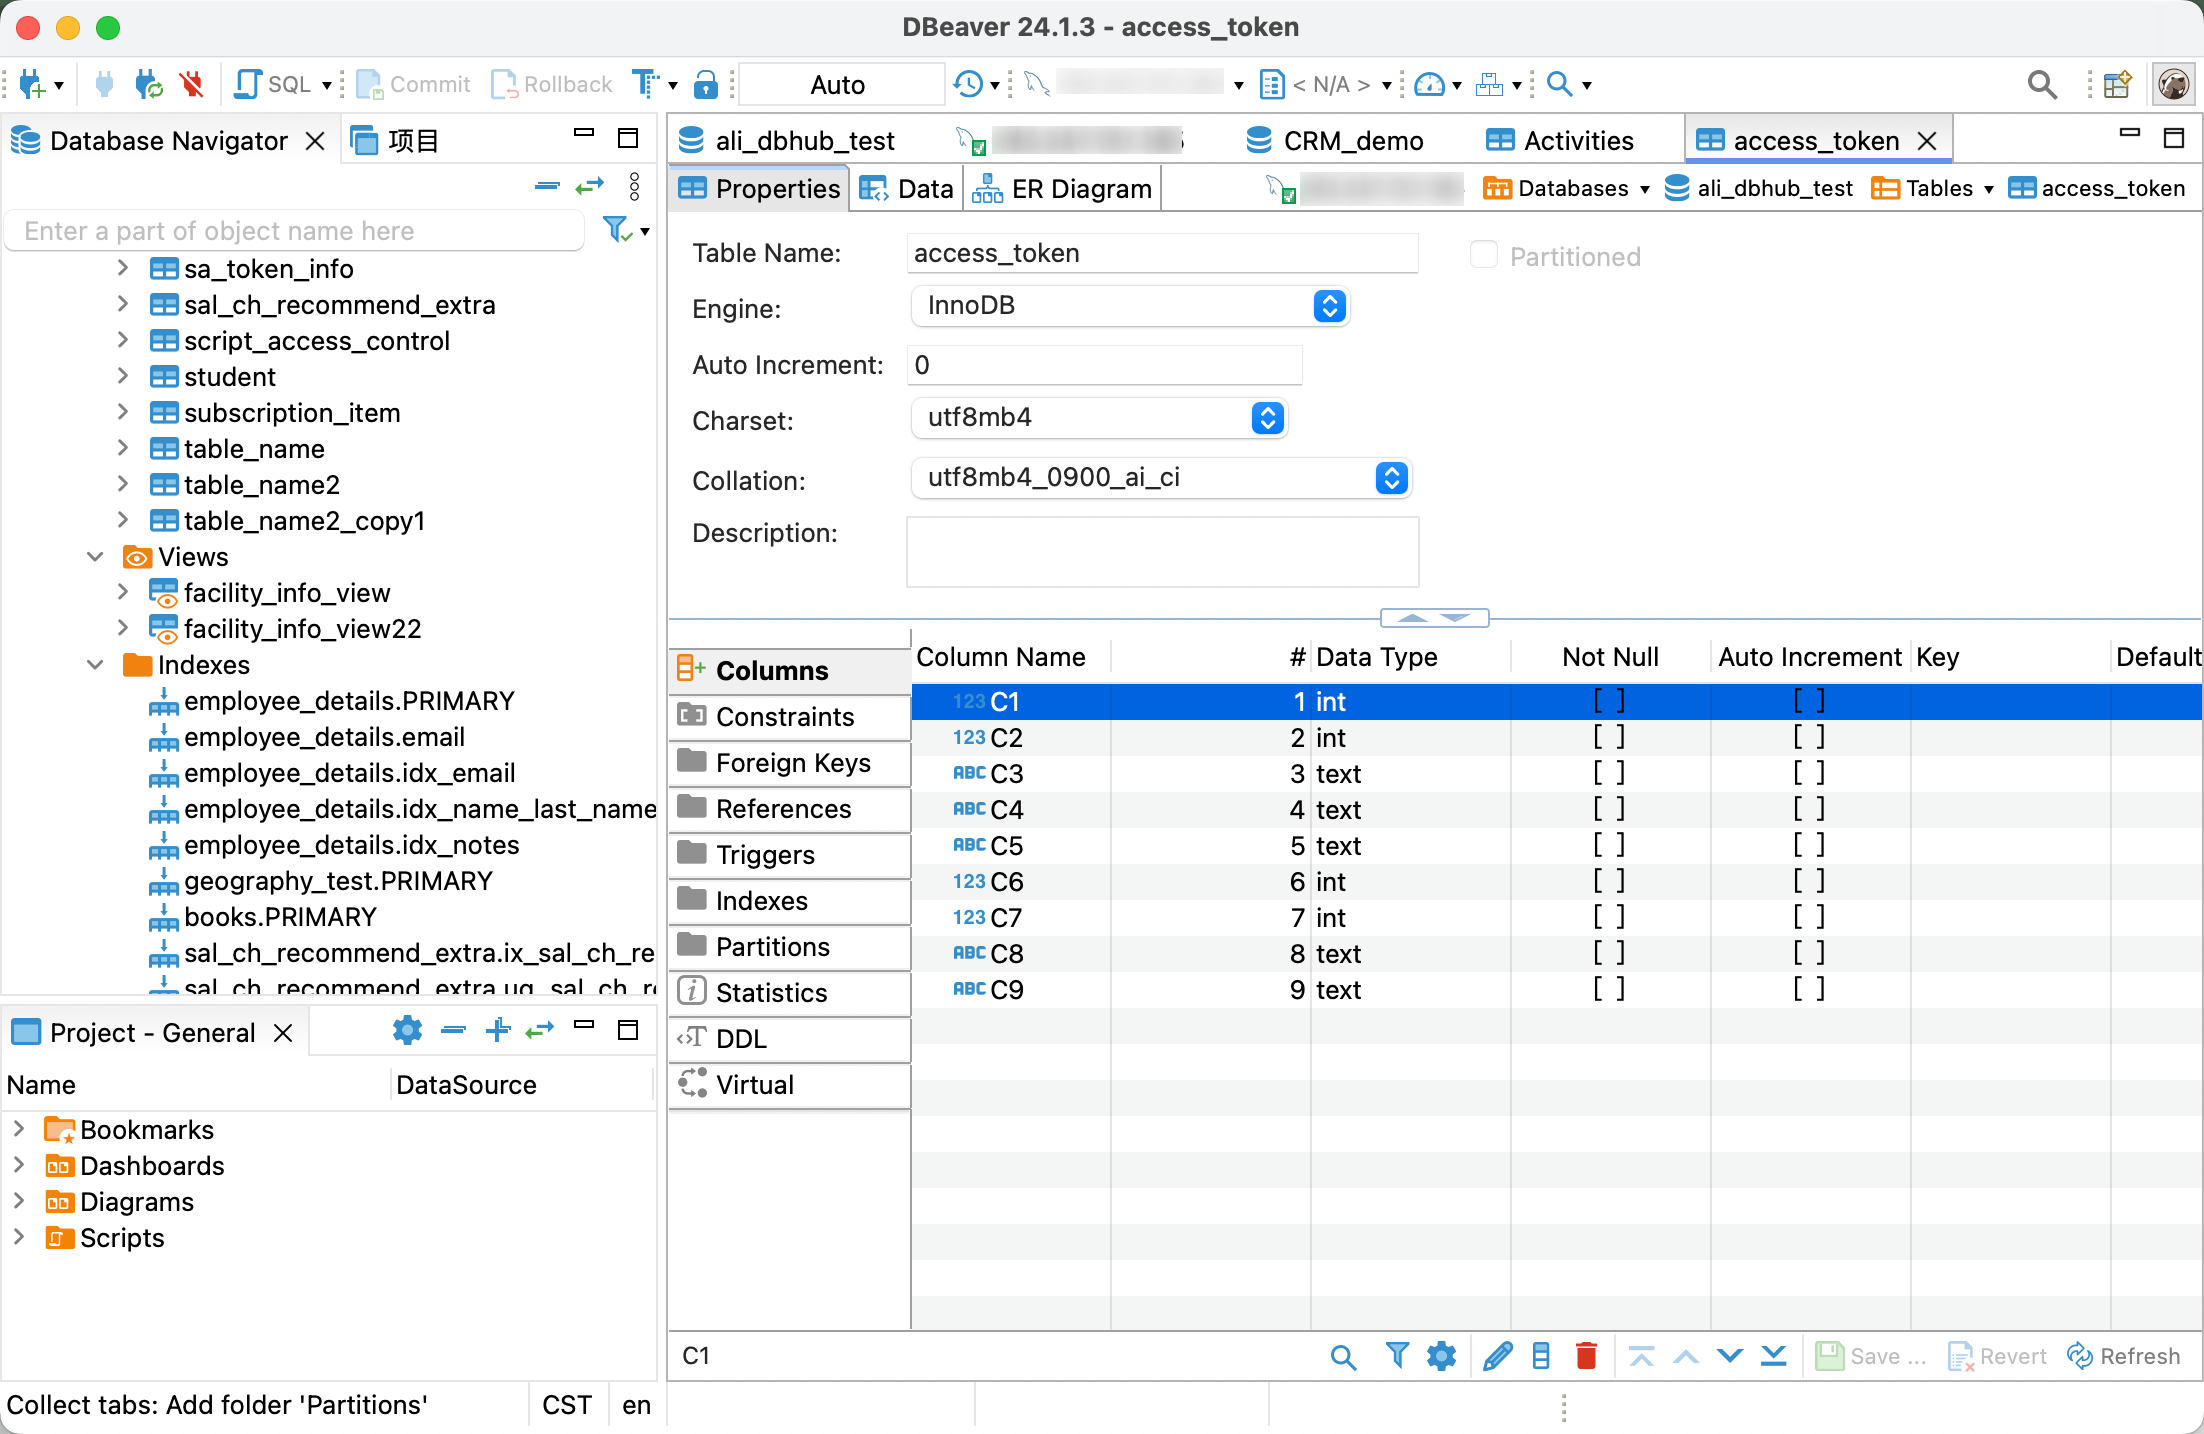 DBeaver 24.1.3 - access_token
SQL
Commit
Rollback
Auto
< N/A >
Database Navigator
项目
ali_dbhub_test
CRM_demo
Activities
access_token
Properties
Data
ER Diagram
Databases
ali_dbhub_test
Tables
access_token
Enter a part of object name here
sa_token_info
sal_ch_recommend_extra
script_access_control
student
subscription_item
table_name
table_name2
table_name2_copy1
Views
facility_info_view
facility_info_view22
Indexes
employee_details.PRIMARY
employee_details.email
employee_details.idx_email
employee_details.idx_name_last_name
employee_details.idx_notes
geography_test.PRIMARY
books.PRIMARY
sal_ch_recommend_extra.ix_sal_ch_re
sal_ch_recommend_extra.uq_sal_ch_re
Table Name: access_token
Partitioned
Engine: InnoDB
Auto Increment: 0
Charset: utf8mb4
Collation: utf8mb4_0900_ai_ci
Description:
Columns
Constraints
Foreign Keys
References
Triggers
Indexes
Partitions
Statistics
DDL
Virtual
Column Name # Data Type Not Null Auto Increment Key Default
123 C1 1 int [ ] [ ]
123 C2 2 int [ ] [ ]
ABC C3 3 text [ ] [ ]
ABC C4 4 text [ ] [ ]
ABC C5 5 text [ ] [ ]
123 C6 6 int [ ] [ ]
123 C7 7 int [ ] [ ]
ABC C8 8 text [ ] [ ]
ABC C9 9 text [ ] [ ]
Project - General
Name DataSource
Bookmarks
Dashboards
Diagrams
Scripts
C1
Save ...
Revert
Refresh
Collect tabs: Add folder 'Partitions'
CST
en